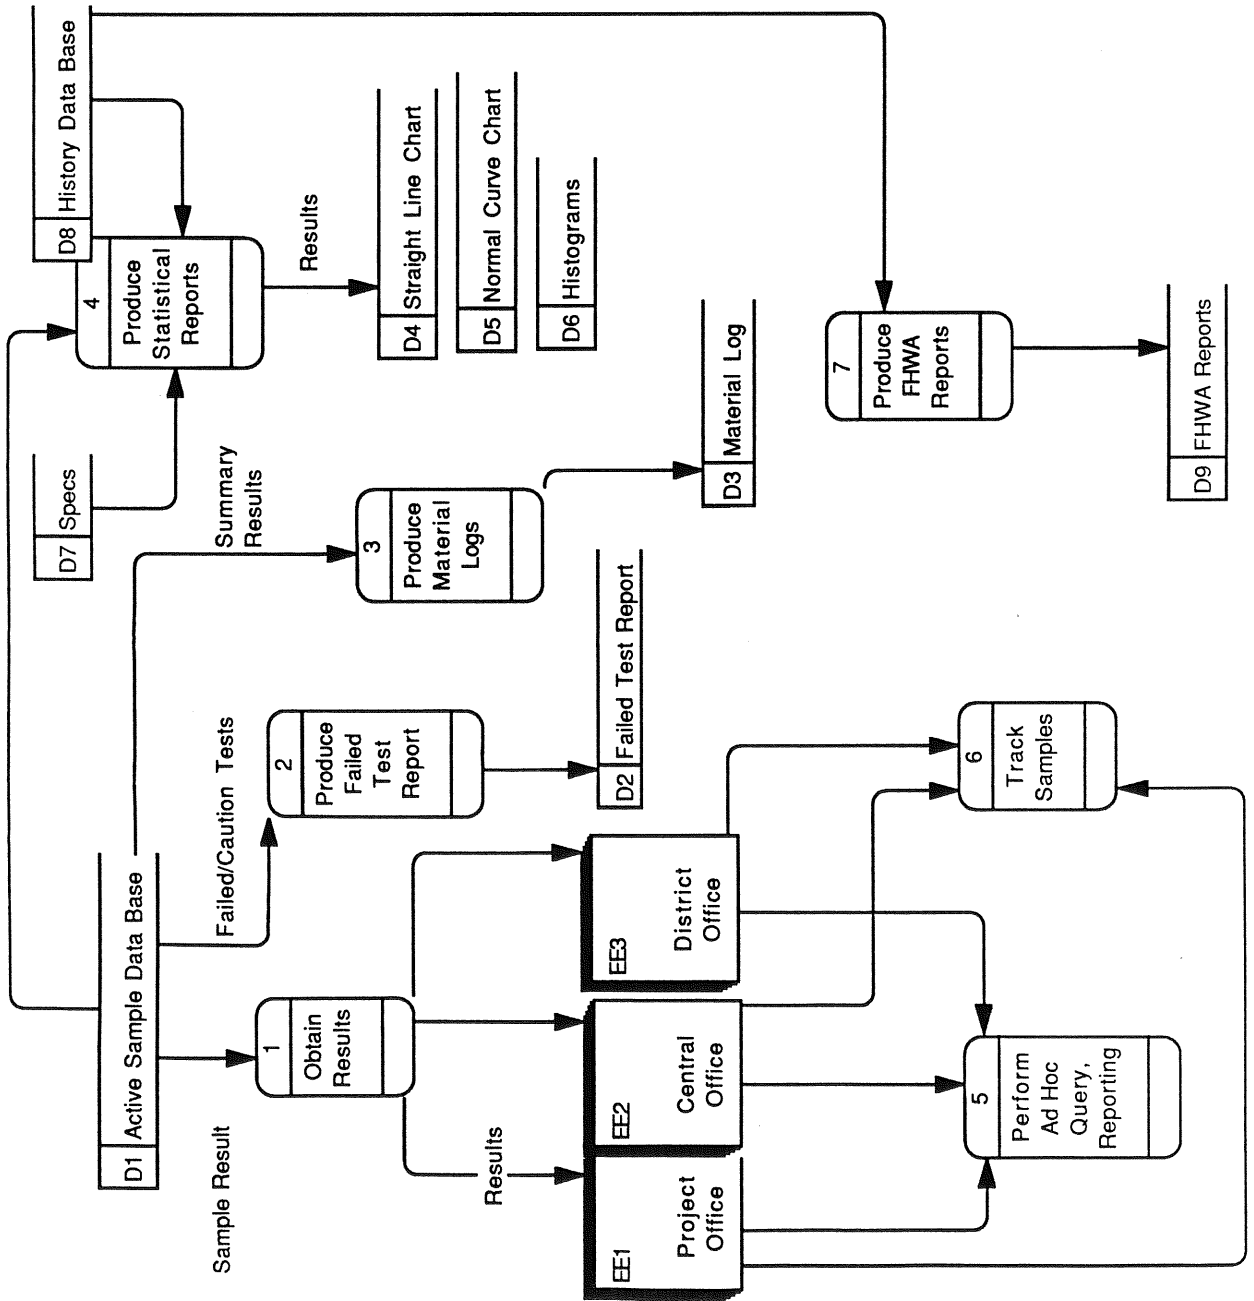 D1
Active Sample Data Base
D7
Specs
D8
History Data Base
Sample Result
Failed/Caution Tests
Summary
Results
1
Obtain
Results
2
Produce
Failed
Test
Report
3
Produce
Material
Logs
4
Produce
Statistical
Reports
Results
Results
D4
Straight Line Chart
D5
Normal Curve Chart
D6
Histograms
D2
Failed Test Report
D3
Material Log
EE1
Project
Office
EE2
Central
Office
EE3
District
Office
7
Produce
FHWA
Reports
5
Perform
Ad Hoc
Query,
Reporting
6
Track
Samples
D9
FHWA Reports